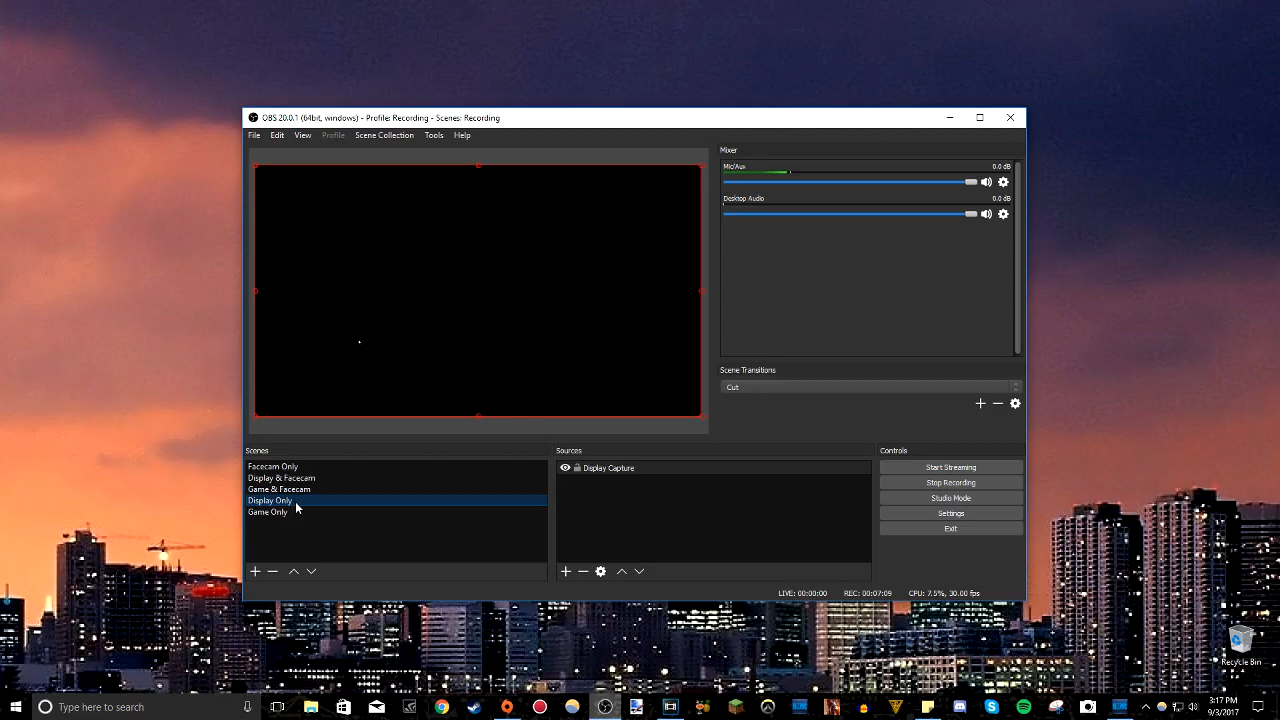 OBS 20.0.1 (64bit, windows) - Profile: Recording - Scenes: Recording
File Edit View Profile Scene Collection Tools Help
Mixer
Mic/Aux 0.0 dB
Desktop Audio 0.0 dB
Scene Transitions
Cut
Scenes
Facecam Only
Display & Facecam
Game & Facecam
Display Only
Game Only
Sources
Display Capture
Controls
Start Streaming
Stop Recording
Studio Mode
Settings
Exit
LIVE: 00:00:00 REC: 00:07:09 CPU: 7.5%, 30.00 fps
Recycle Bin
Type here to search
3:17 PM
9/3/2017